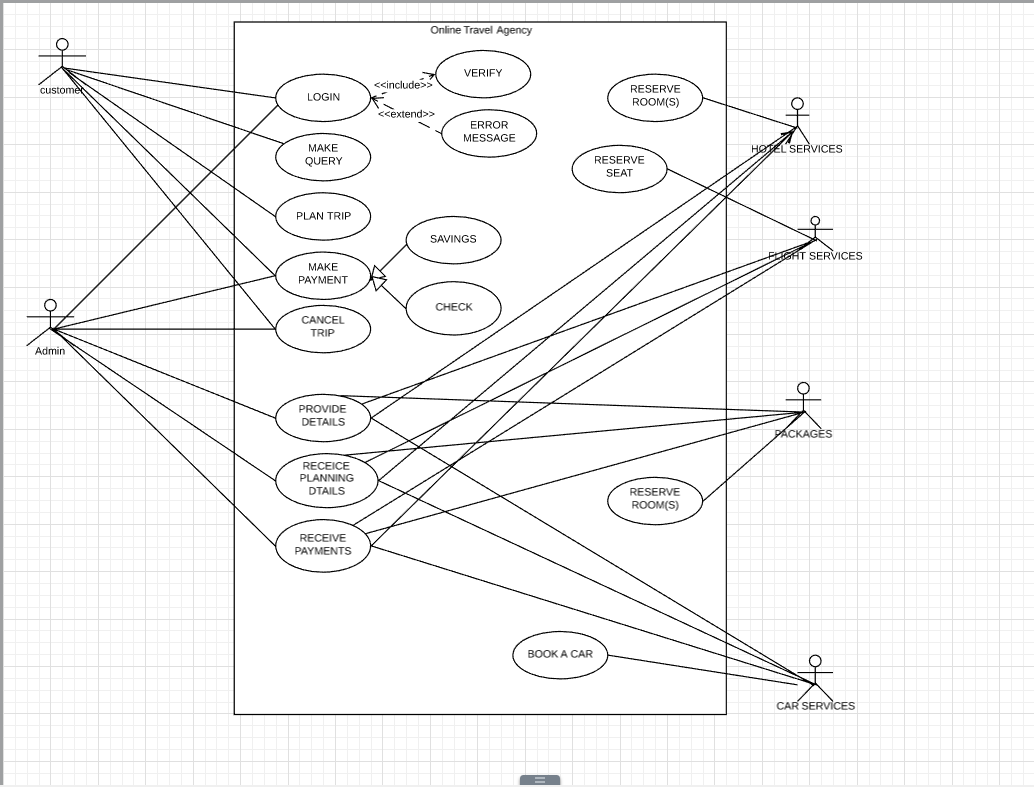 Online Travel Agency
customer
LOGIN
<<include>>
VERIFY
<<extend>>
ERROR
MESSAGE
RESERVE
ROOM(S)
HOTEL SERVICES
MAKE
QUERY
RESERVE
SEAT
PLAN TRIP
SAVINGS
FLIGHT SERVICES
MAKE
PAYMENT
CHECK
CANCEL
TRIP
Admin
PROVIDE
DETAILS
PACKAGES
RECEICE
PLANNING
DTAILS
RESERVE
ROOM(S)
RECEIVE
PAYMENTS
BOOK A CAR
CAR SERVICES